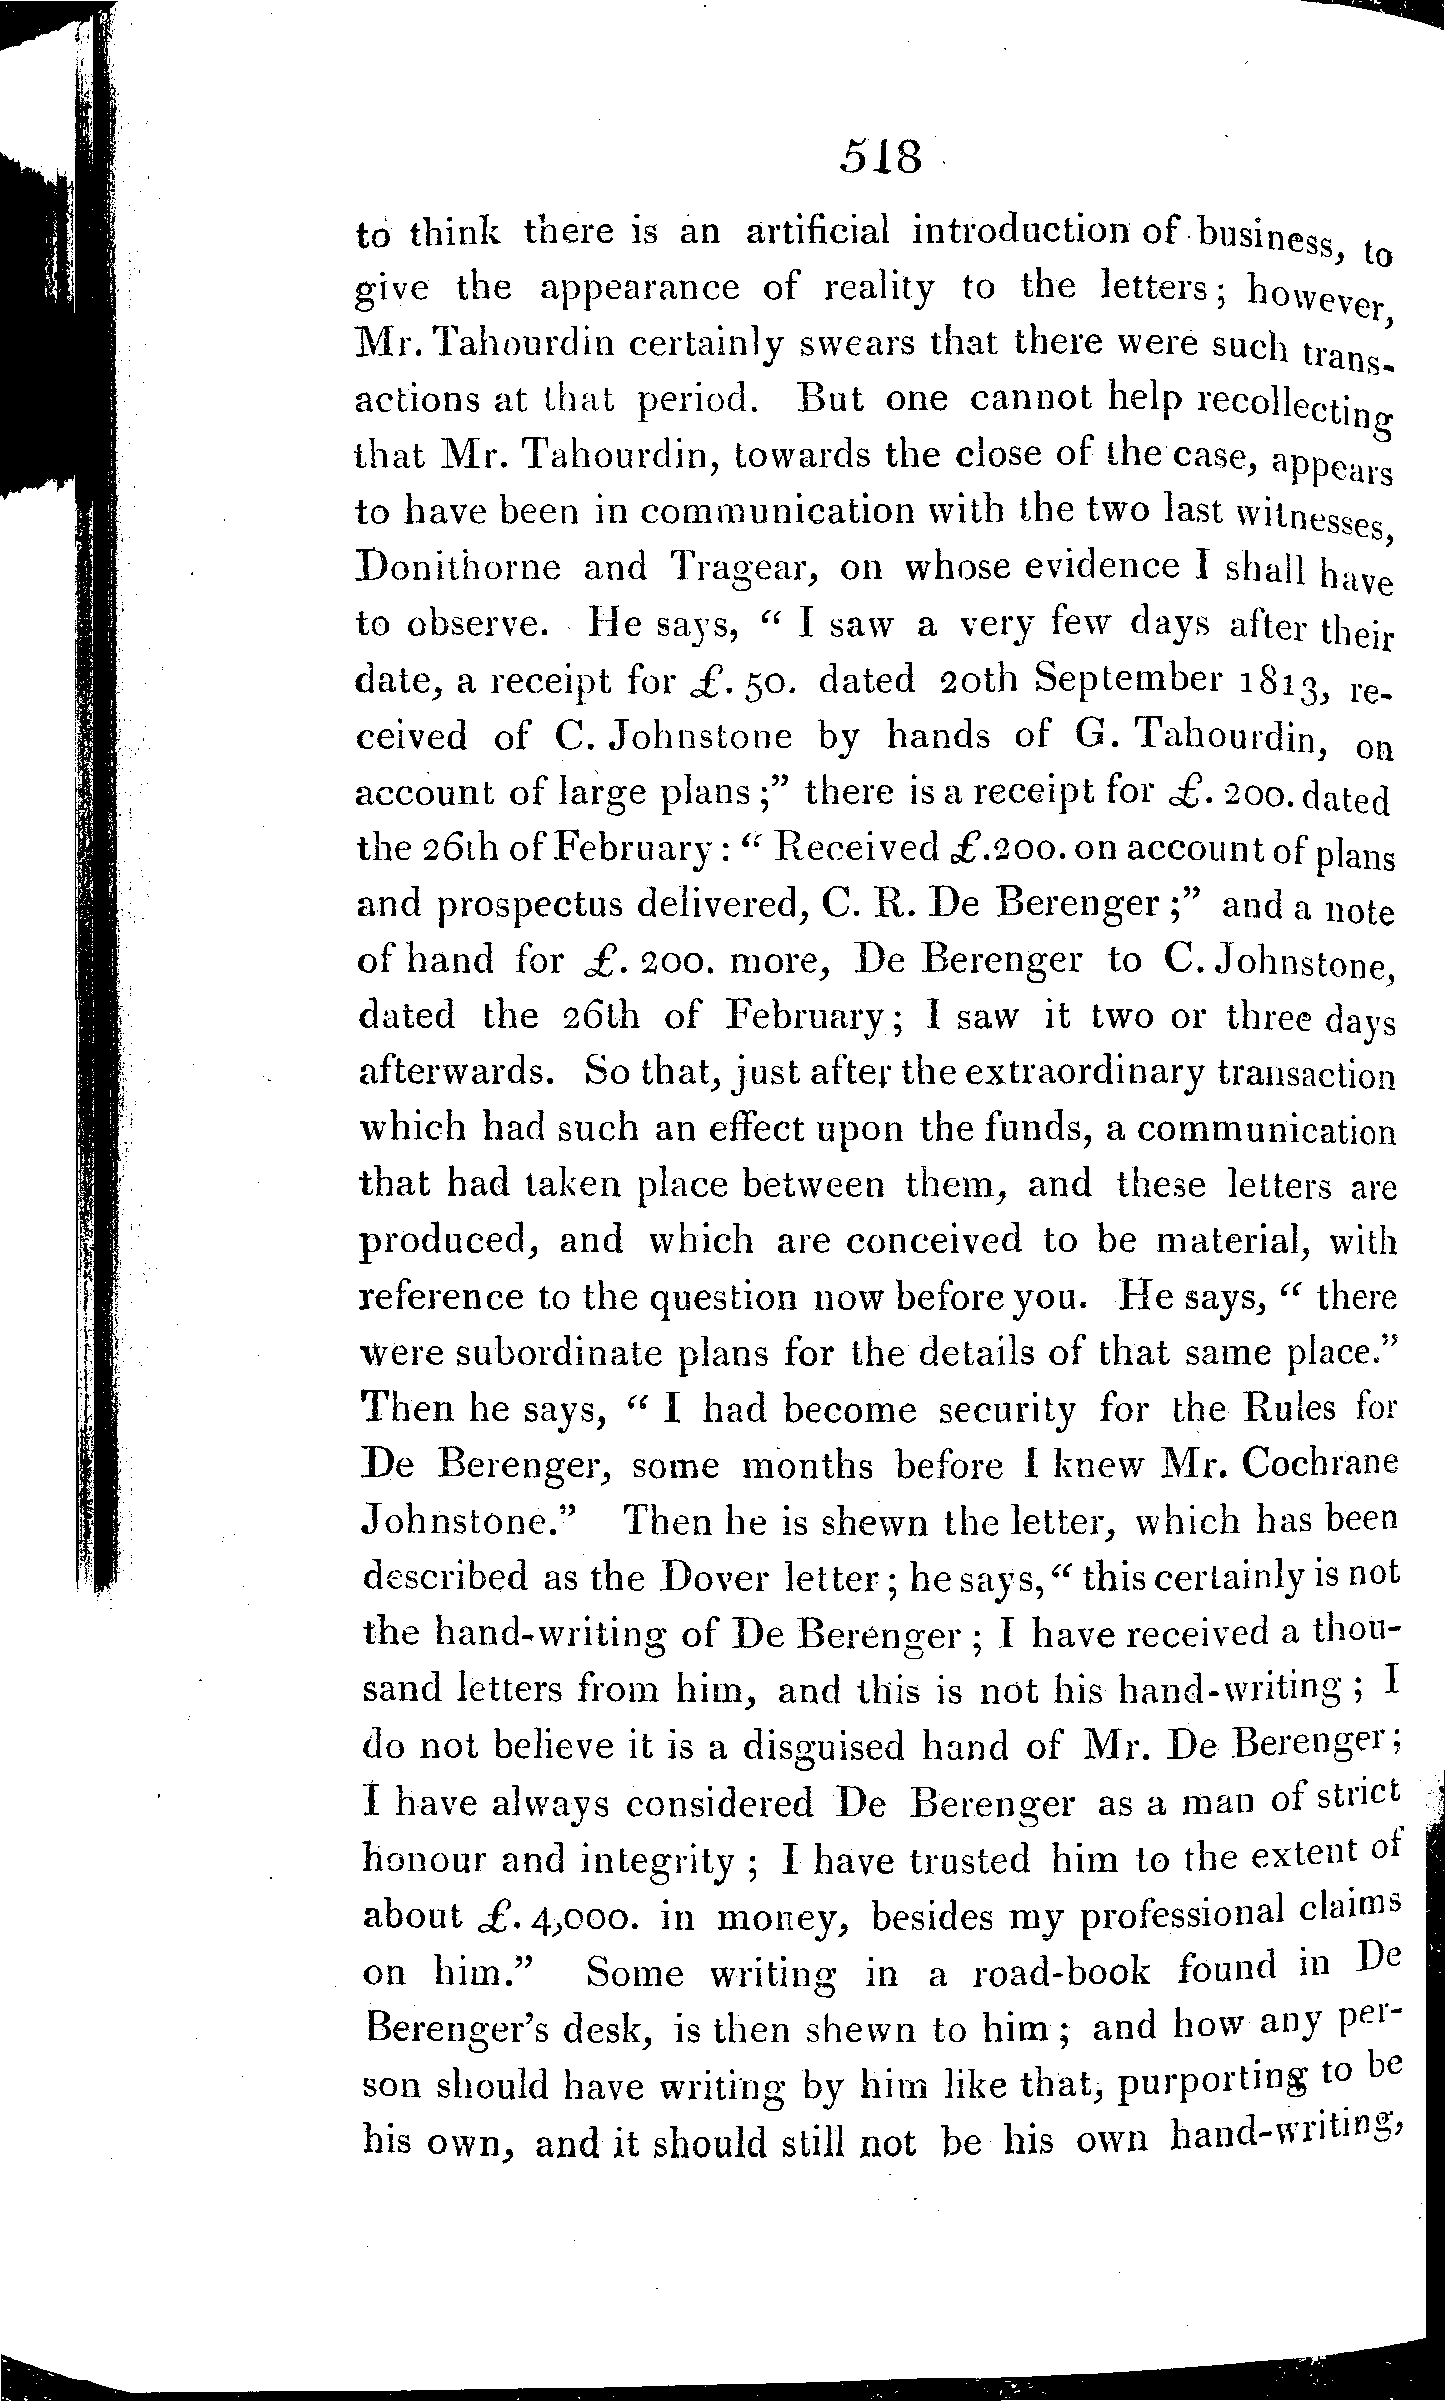 518
to think there is an artificial introduction of business, to
give the appearance of reality to the letters; however,
Mr. Tahourdin certainly swears that there were such trans-
actions at that period. But one cannot help recollecting
that Mr. Tahourdin, towards the close of the case, appears
to have been in communication with the two last witnesses,
Donithorne and Tragear, on whose evidence I shall have
to observe. He says, “ I saw a very few days after their
date, a receipt for £. 50. dated 20th September 1813, re-
ceived of C. Johnstone by hands of G. Tahourdin, on
account of large plans ;” there is a receipt for £. 200. dated
the 26th of February : “ Received £.200. on account of plans
and prospectus delivered, C. R. De Berenger ;” and a note
of hand for £. 200. more, De Berenger to C. Johnstone,
dated the 26th of February; I saw it two or three days
afterwards. So that, just after the extraordinary transaction
which had such an effect upon the funds, a communication
that had taken place between them, and these letters are
produced, and which are conceived to be material, with
reference to the question now before you. He says, “ there
were subordinate plans for the details of that same place.”
Then he says, “ I had become security for the Rules for
De Berenger, some months before I knew Mr. Cochrane
Johnstone.” Then he is shewn the letter, which has been
described as the Dover letter ; he says, “ this certainly is not
the hand-writing of De Berenger ; I have received a thou-
sand letters from him, and this is not his hand-writing ; I
do not believe it is a disguised hand of Mr. De Berenger;
I have always considered De Berenger as a man of strict
honour and integrity ; I have trusted him to the extent of
about £. 4,000. in money, besides my professional claims
on him.” Some writing in a road-book found in De
Berenger's desk, is then shewn to him ; and how any per-
son should have writing by him like that, purporting to be
his own, and it should still not be his own hand-writing,